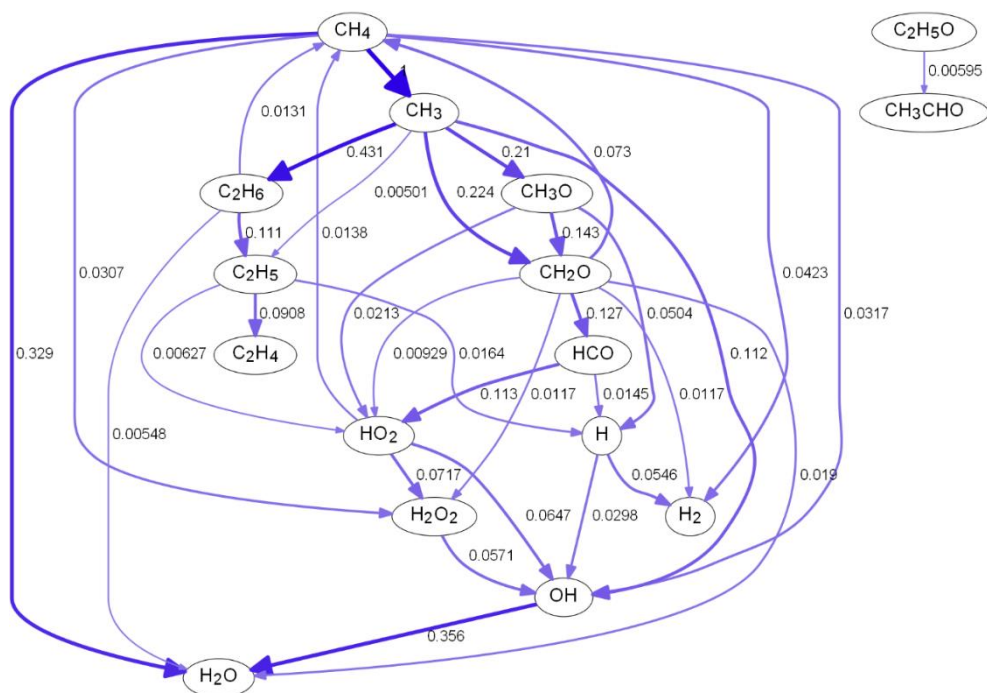 CH₄
C₂H₅O
1
0.00595
CH₃
CH₃CHO
0.0131
0.431
0.21
0.073
C₂H₆
0.00501
0.224
CH₃O
0.111
0.0138
0.143
C₂H₅
CH₂O
0.0307
0.0423
0.0908
0.0213
0.127
0.0504
0.0317
0.329
C₂H₄
0.00627
0.00929
0.0164
HCO
0.112
0.113
0.0117
0.0145
0.0117
0.00548
HO₂
H
0.0717
0.0546
0.019
H₂O₂
0.0647
0.0298
H₂
0.0571
OH
0.356
H₂O